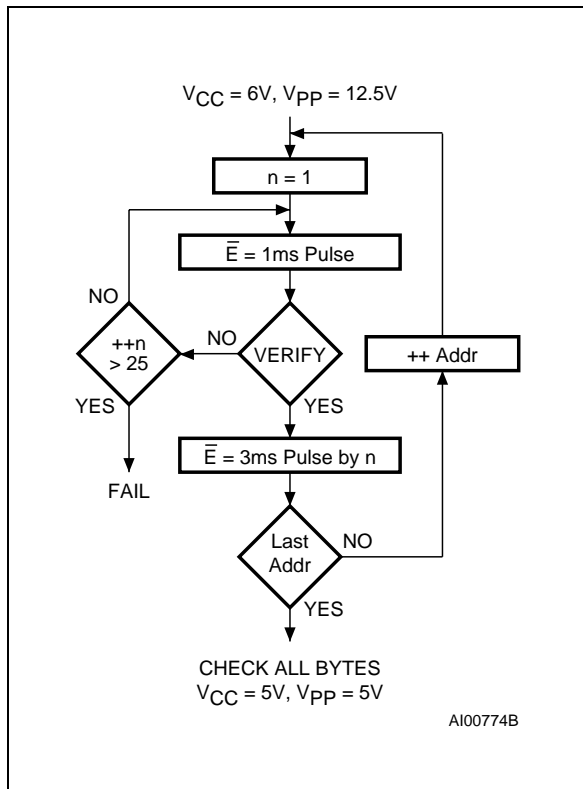 VCC = 6V, VPP = 12.5V
n = 1
E̅ = 1ms Pulse
NO
++n
> 25
NO
VERIFY
++ Addr
YES
YES
E̅ = 3ms Pulse by n
FAIL
Last
Addr
NO
YES
CHECK ALL BYTES
VCC = 5V, VPP = 5V
AI00774B